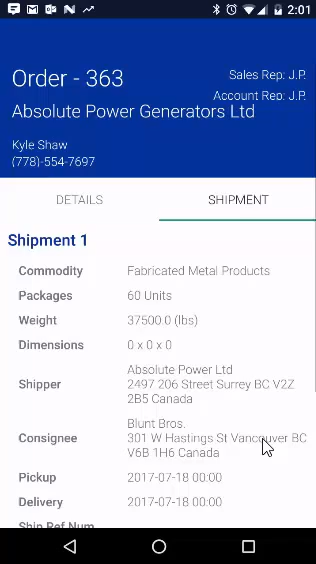 2:01
Order - 363
Sales Rep: J.P.
Account Rep: J.P.
Absolute Power Generators Ltd
Kyle Shaw
(778)-554-7697
DETAILS
SHIPMENT
Shipment 1
Commodity Fabricated Metal Products
Packages 60 Units
Weight 37500.0 (lbs)
Dimensions 0 x 0 x 0
Shipper Absolute Power Ltd
2497 206 Street Surrey BC V2Z
2B5 Canada
Consignee Blunt Bros.
301 W Hastings St Vancouver BC
V6B 1H6 Canada
Pickup 2017-07-18 00:00
Delivery 2017-07-18 00:00
Ship Ref Num